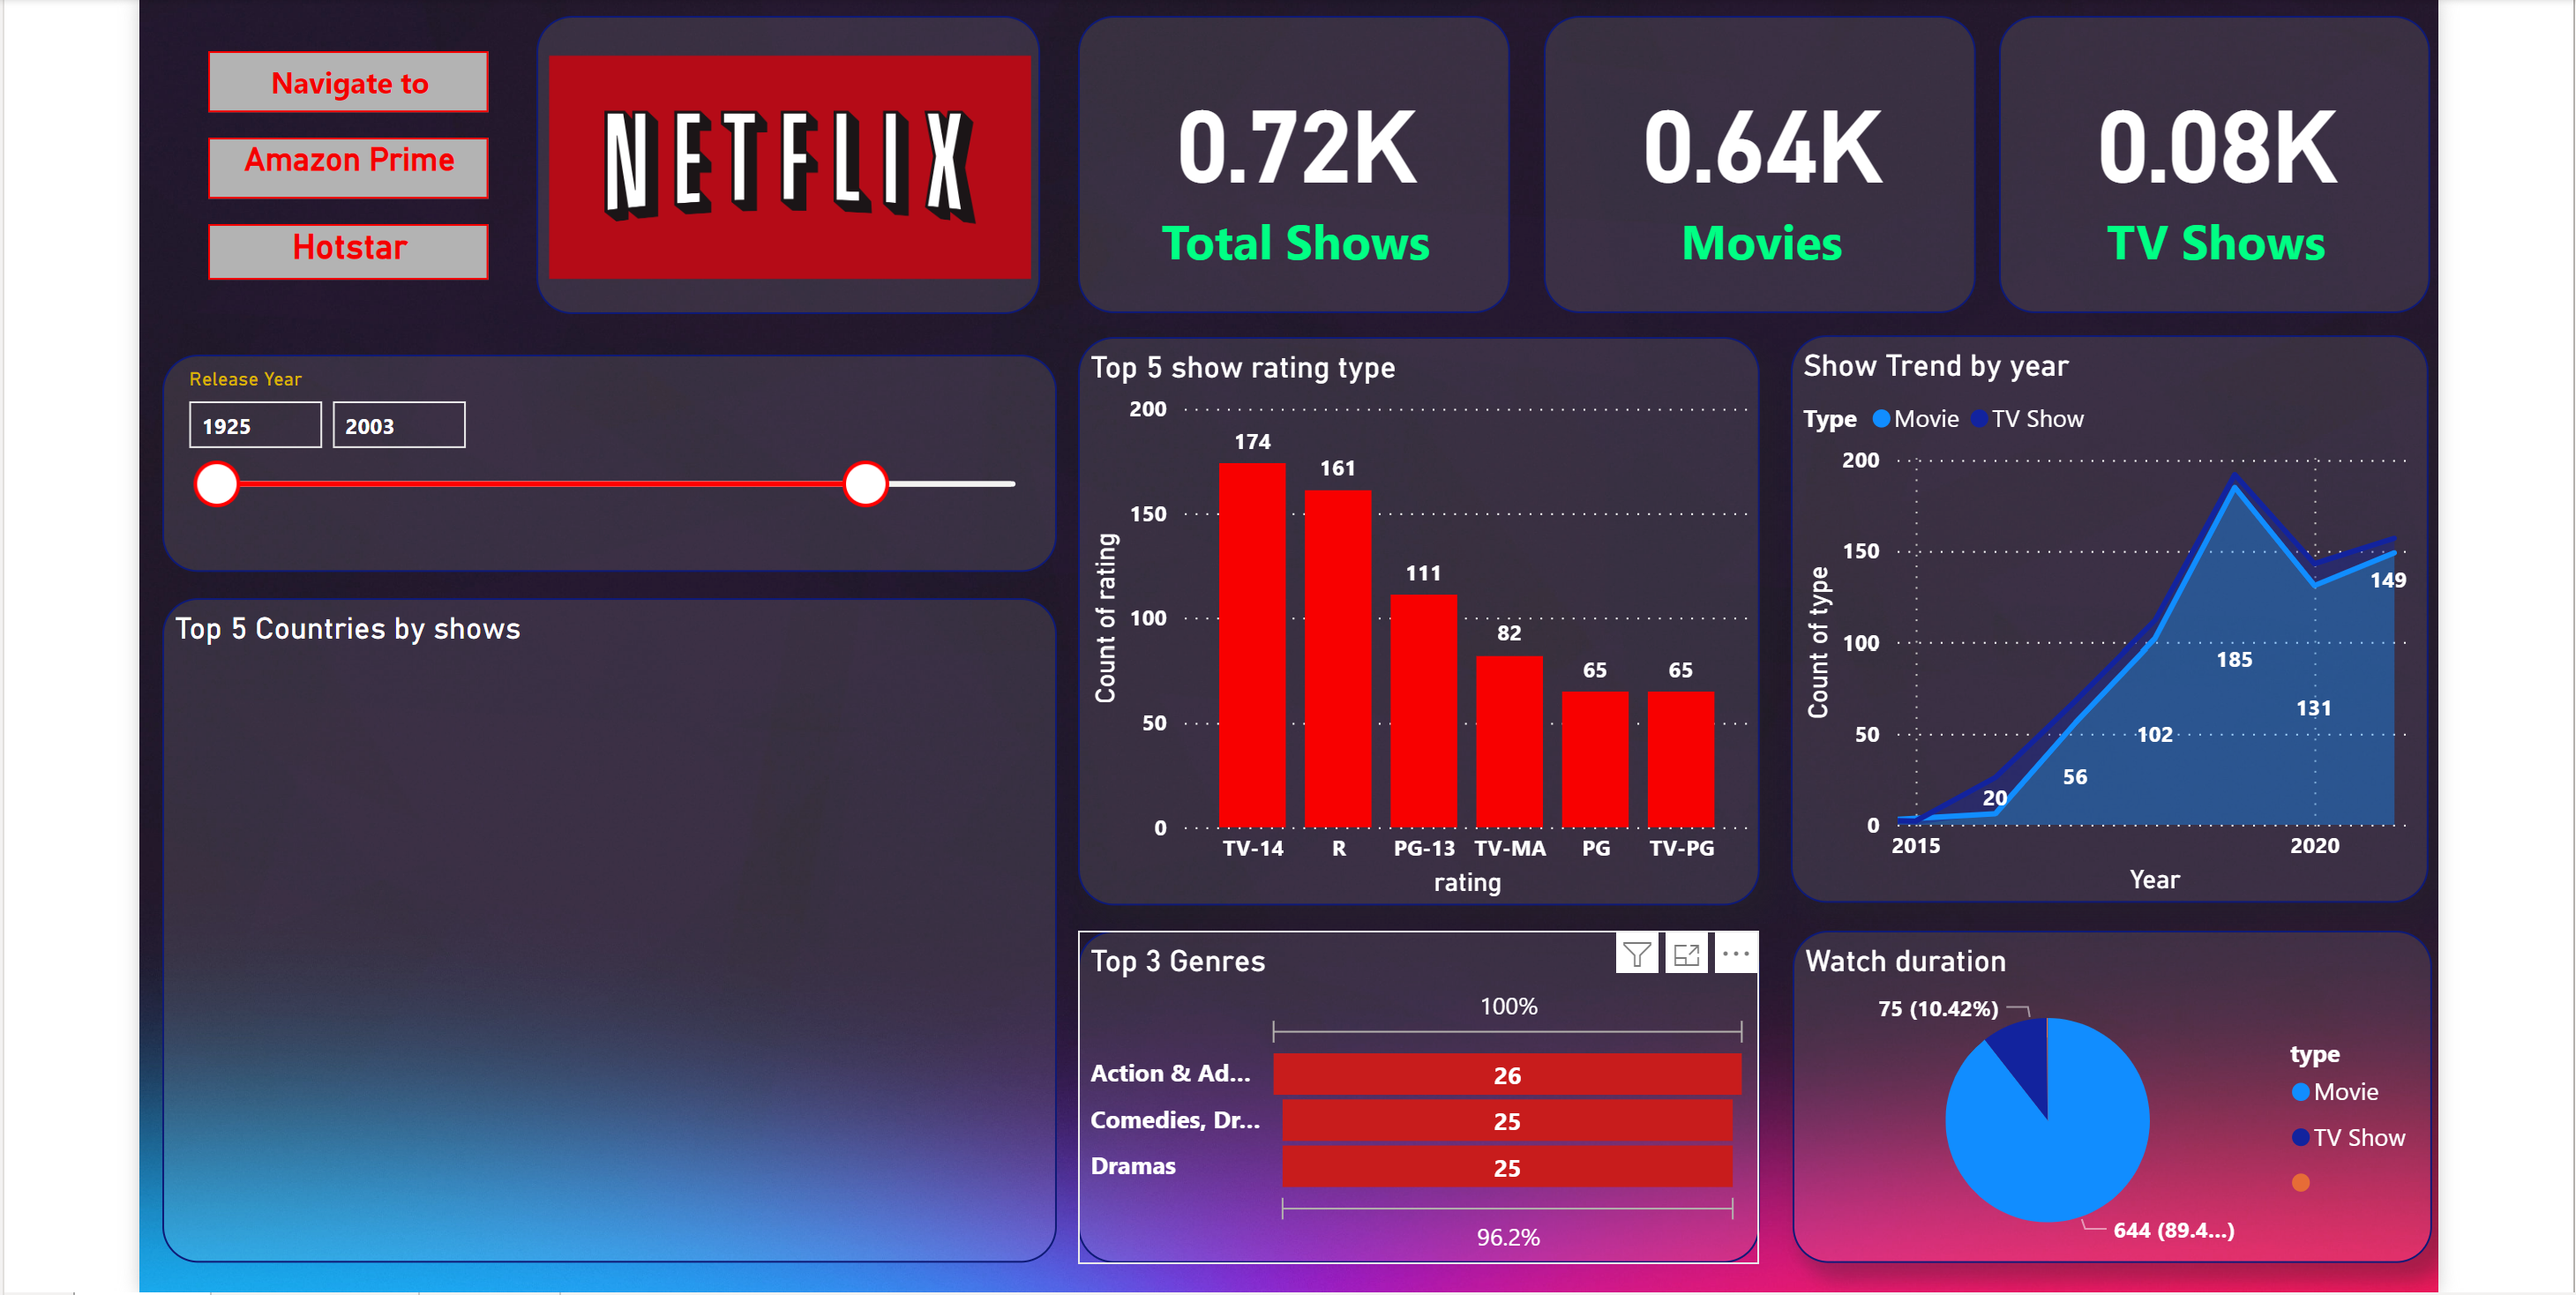 Navigate to
Amazon Prime
Hotstar
NETFLIX
0.72K
Total Shows
0.64K
Movies
0.08K
TV Shows
Release Year
1925
2003
Top 5 Countries by shows
Top 5 show rating type
Count of rating
200
150
100
50
0
174
161
111
82
65
65
TV-14
R
PG-13
TV-MA
PG
TV-PG
rating
Show Trend by year
Type
Movie
TV Show
Count of type
200
150
100
50
0
20
56
102
185
131
149
2015
2020
Year
Top 3 Genres
100%
Action & Ad...
26
Comedies, Dr...
25
Dramas
25
96.2%
Watch duration
75 (10.42%)
644 (89.4...)
type
Movie
TV Show